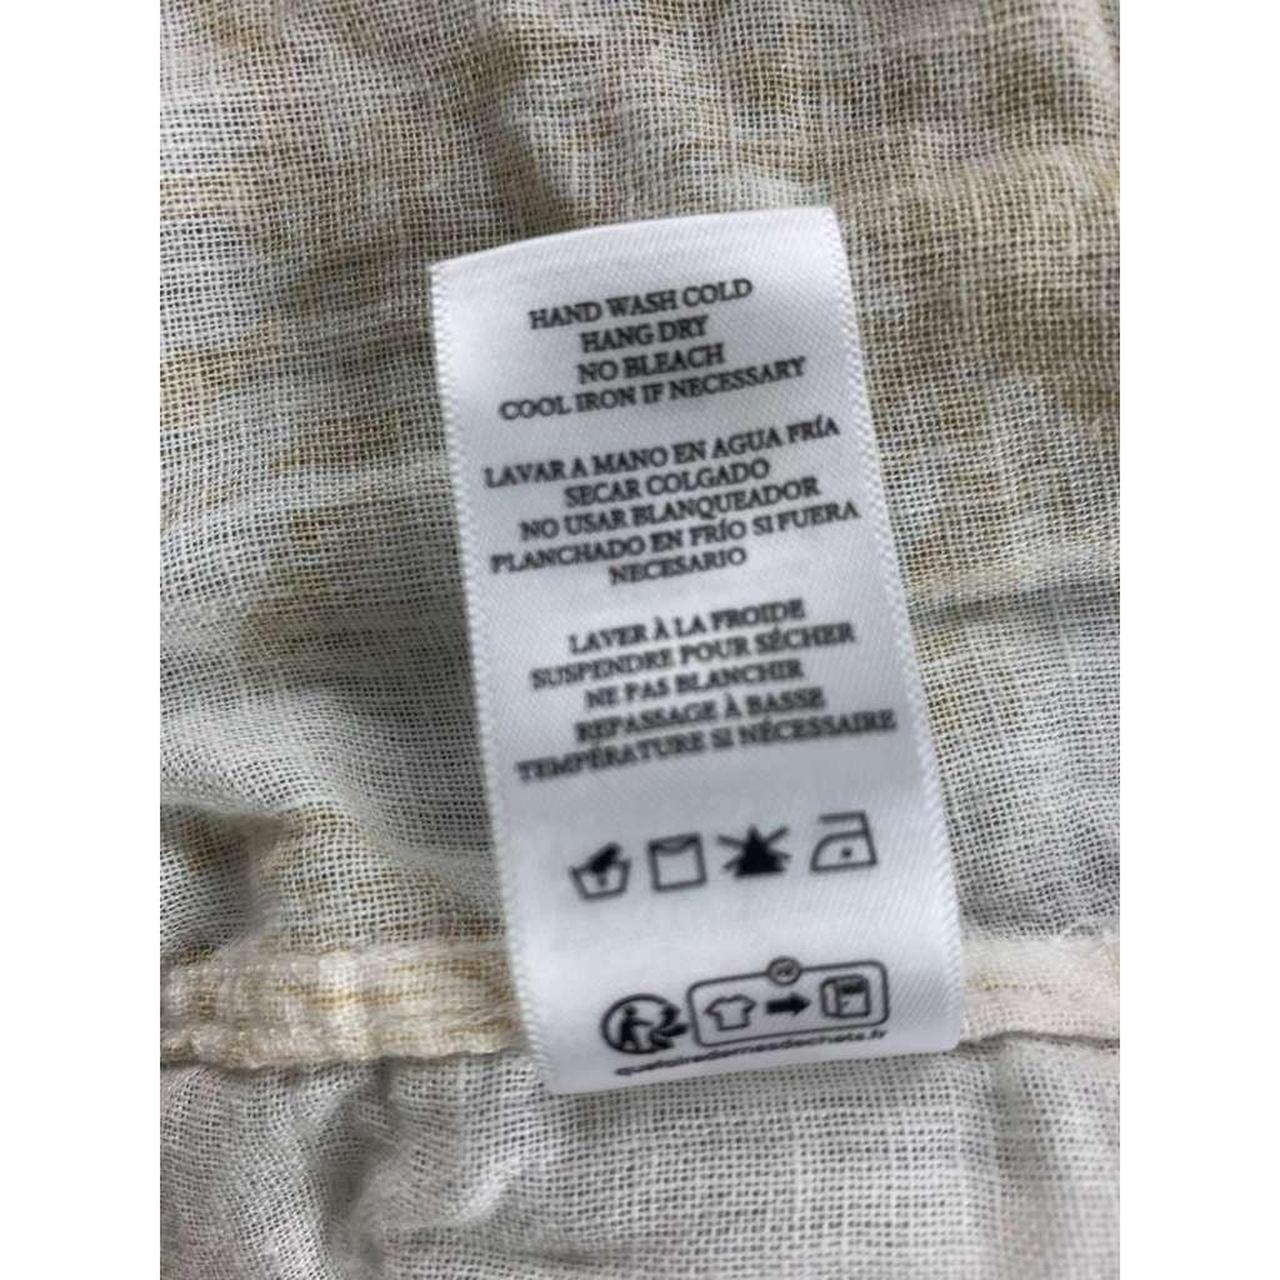 HAND WASH COLD
HANG DRY
NO BLEACH
COOL IRON IF NECESSARY
LAVAR A MANO EN AGUA FRÍA
SECAR COLGADO
NO USAR BLANQUEADOR
PLANCHADO EN FRÍO SI FUERA
NECESARIO
LAVER À LA FROIDE
SUSPENDRE POUR SÉCHER
NE PAS BLANCHIR
REPASSAGE À BASSE
TEMPÉRATURE SI NÉCESSAIRE
quefairedemesdechets.fr